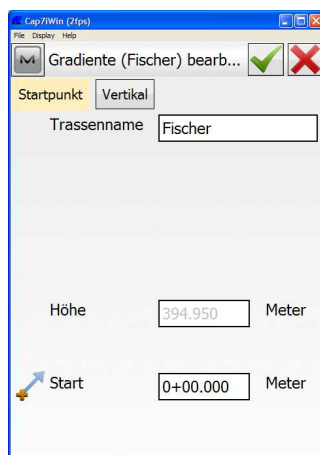 Cap7iWin (2fps)
File Display Help
Gradiente (Fischer) bearb...
Startpunkt Vertikal
Trassenname Fischer
Höhe 394.950 Meter
Start 0+00.000 Meter